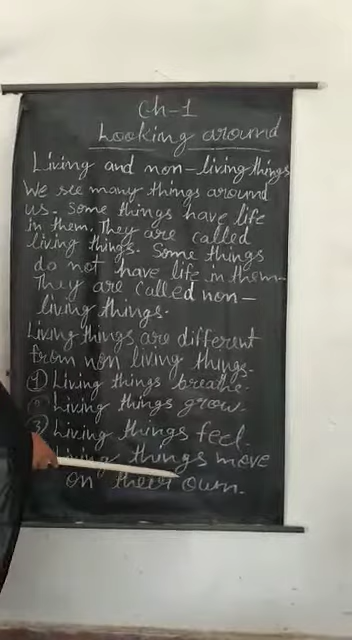 Ch-1
Looking around
Living and non-living things
We see many things around
us. Some things have life
in them. They are called
living things. Some things
do not have life in them.
They are called non-
living things.
Living things are different
from non living things.
① Living things breathe.
② Living things grow.
③ Living things feel.
Living things move
on their own.